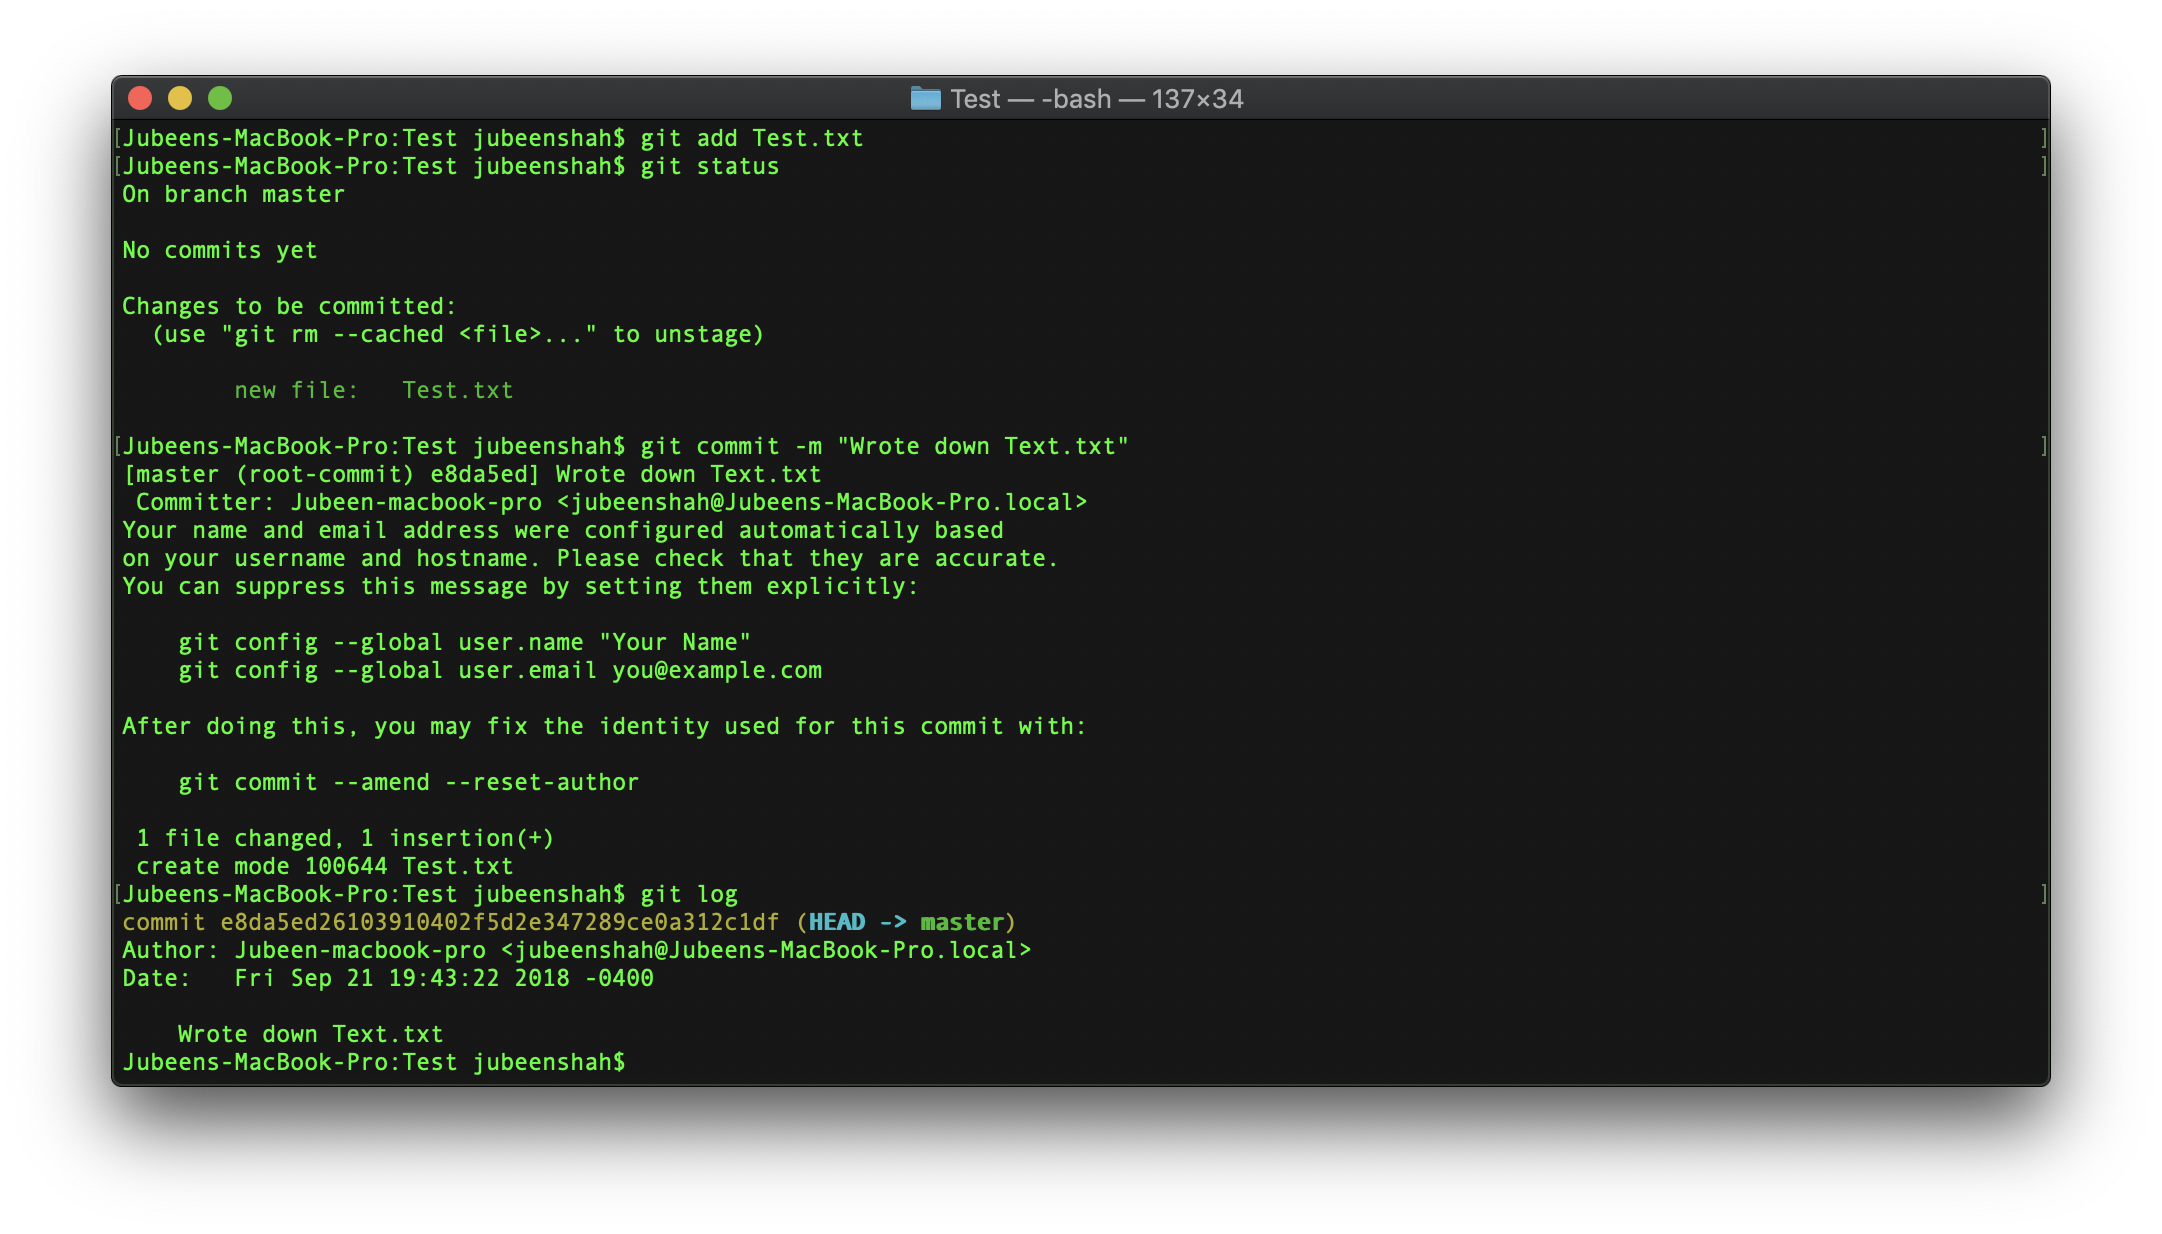 Test — -bash — 137×34
[Jubeens-MacBook-Pro:Test jubeenshah$ git add Test.txt ]
[Jubeens-MacBook-Pro:Test jubeenshah$ git status ]
On branch master
No commits yet
Changes to be committed:
  (use "git rm --cached <file>..." to unstage)
        new file:   Test.txt
[Jubeens-MacBook-Pro:Test jubeenshah$ git commit -m "Wrote down Text.txt" ]
[master (root-commit) e8da5ed] Wrote down Text.txt
 Committer: Jubeen-macbook-pro <jubeenshah@Jubeens-MacBook-Pro.local>
Your name and email address were configured automatically based
on your username and hostname. Please check that they are accurate.
You can suppress this message by setting them explicitly:
    git config --global user.name "Your Name"
    git config --global user.email you@example.com
After doing this, you may fix the identity used for this commit with:
    git commit --amend --reset-author
 1 file changed, 1 insertion(+)
 create mode 100644 Test.txt
[Jubeens-MacBook-Pro:Test jubeenshah$ git log ]
commit e8da5ed26103910402f5d2e347289ce0a312c1df (HEAD -> master)
Author: Jubeen-macbook-pro <jubeenshah@Jubeens-MacBook-Pro.local>
Date:   Fri Sep 21 19:43:22 2018 -0400
    Wrote down Text.txt
Jubeens-MacBook-Pro:Test jubeenshah$